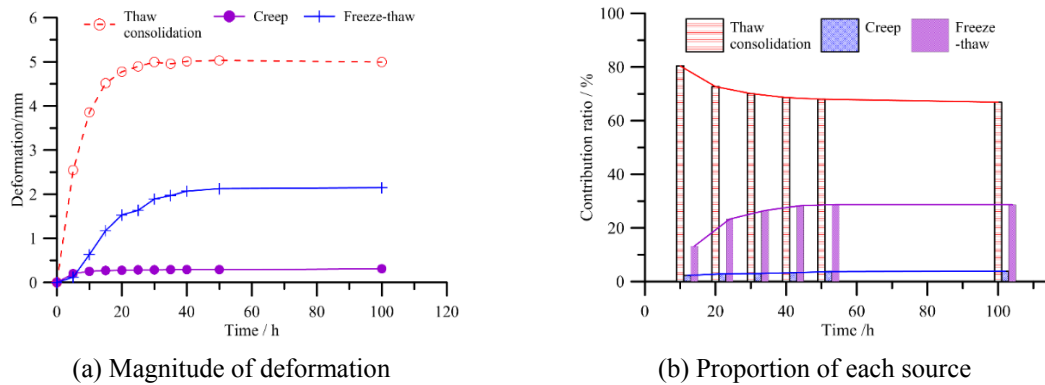 Thaw consolidation
Creep
Freeze-thaw
6
5
4
3
2
1
0
Deformation/mm
0 20 40 60 80 100 120
Time / h
(a) Magnitude of deformation
Thaw consolidation
Creep
Freeze -thaw
100
80
60
40
20
0
Contribution ratio / %
0 20 40 60 80 100
Time /h
(b) Proportion of each source